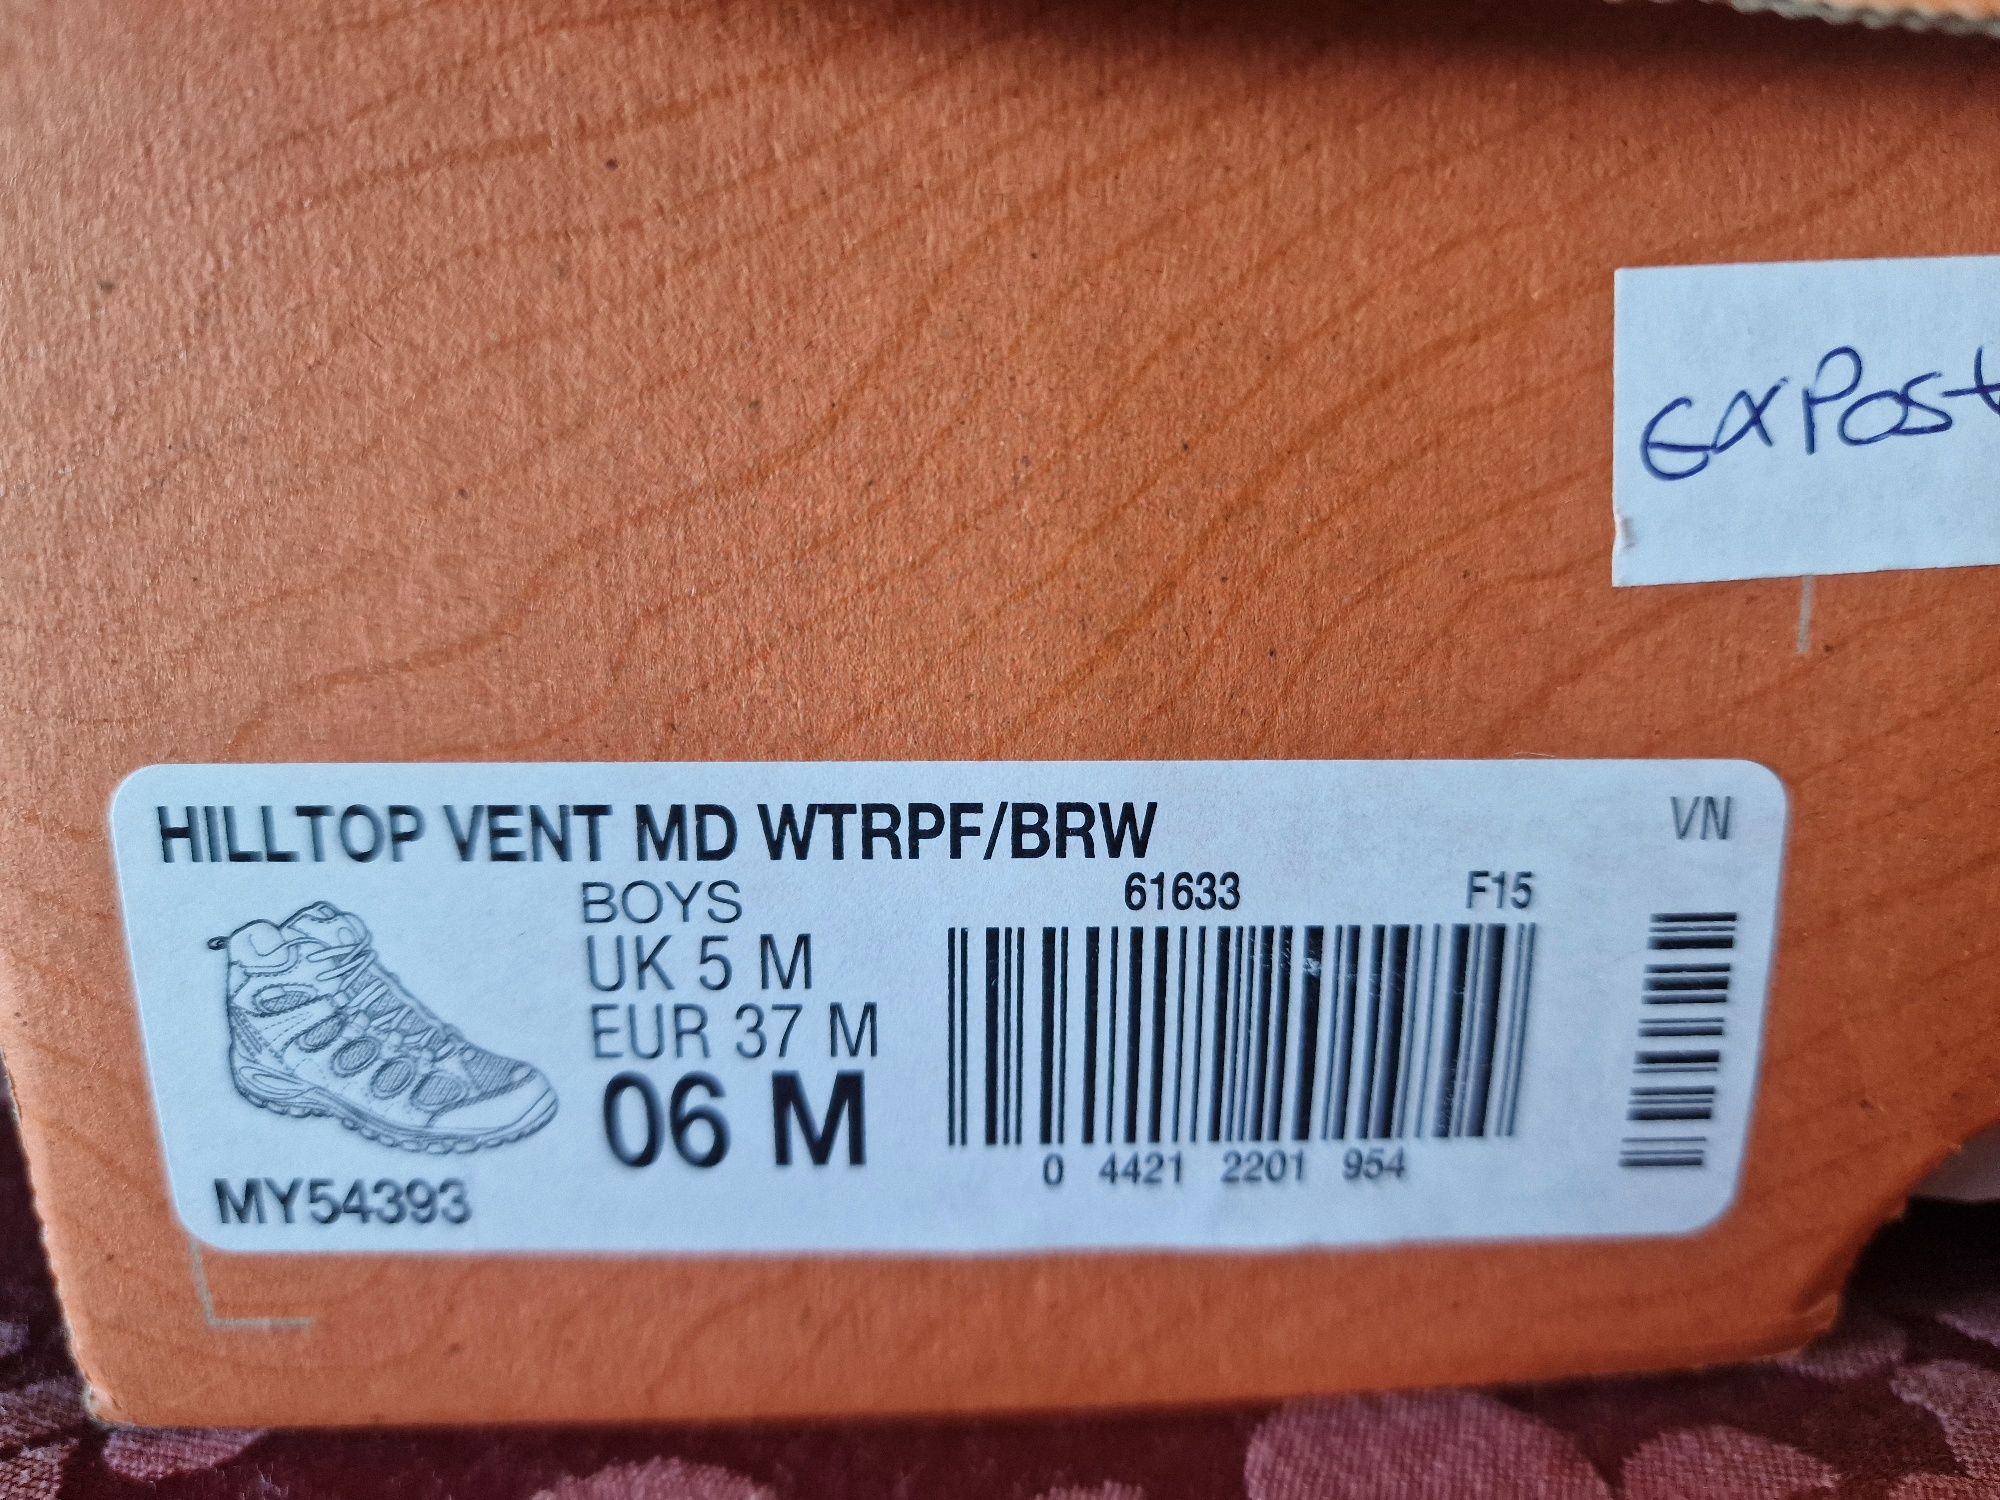 expost
HILLTOP VENT MD WTRPF/BRW
VN
BOYS
61633
F15
UK 5 M
EUR 37 M
06 M
0 4421 2201 954
MY54393